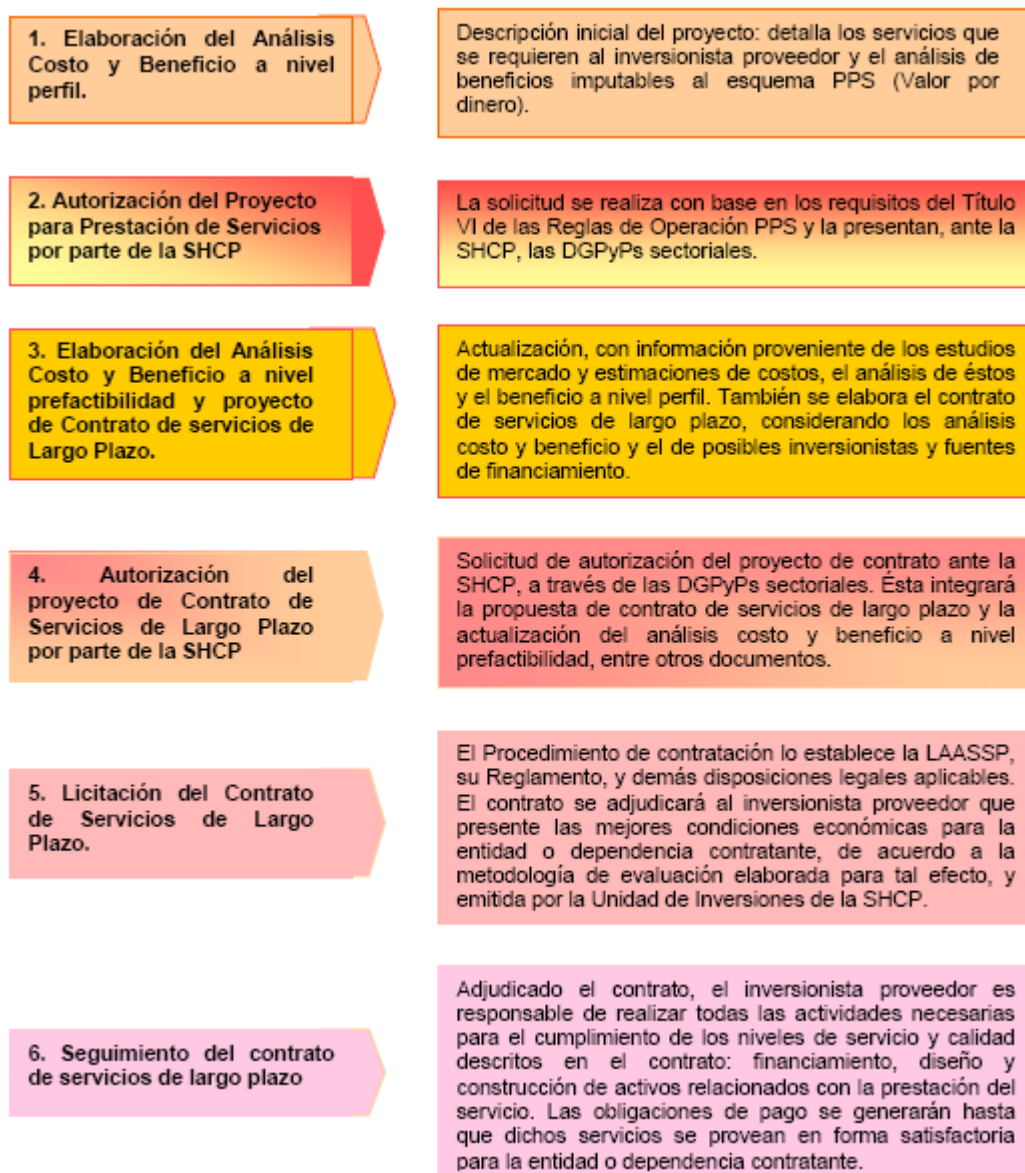 1. Elaboración del Análisis
Costo y Beneficio a nivel
perfil.
Descripción inicial del proyecto: detalla los servicios que
se requieren al inversionista proveedor y el análisis de
beneficios imputables al esquema PPS (Valor por
dinero).
2. Autorización del Proyecto
para Prestación de Servicios
por parte de la SHCP
La solicitud se realiza con base en los requisitos del Título
VI de las Reglas de Operación PPS y la presentan, ante la
SHCP, las DGPyPs sectoriales.
3. Elaboración del Análisis
Costo y Beneficio a nivel
prefactibilidad y proyecto
de Contrato de servicios de
Largo Plazo.
Actualización, con información proveniente de los estudios
de mercado y estimaciones de costos, el análisis de éstos
y el beneficio a nivel perfil. También se elabora el contrato
de servicios de largo plazo, considerando los análisis
costo y beneficio y el de posibles inversionistas y fuentes
de financiamiento.
4. Autorización del
proyecto de Contrato de
Servicios de Largo Plazo
por parte de la SHCP
Solicitud de autorización del proyecto de contrato ante la
SHCP, a través de las DGPyPs sectoriales. Ésta integrará
la propuesta de contrato de servicios de largo plazo y la
actualización del análisis costo y beneficio a nivel
prefactibilidad, entre otros documentos.
5. Licitación del Contrato
de Servicios de Largo
Plazo.
El Procedimiento de contratación lo establece la LAASSP,
su Reglamento, y demás disposiciones legales aplicables.
El contrato se adjudicará al inversionista proveedor que
presente las mejores condiciones económicas para la
entidad o dependencia contratante, de acuerdo a la
metodología de evaluación elaborada para tal efecto, y
emitida por la Unidad de Inversiones de la SHCP.
6. Seguimiento del contrato
de servicios de largo plazo
Adjudicado el contrato, el inversionista proveedor es
responsable de realizar todas las actividades necesarias
para el cumplimiento de los niveles de servicio y calidad
descritos en el contrato: financiamiento, diseño y
construcción de activos relacionados con la prestación del
servicio. Las obligaciones de pago se generarán hasta
que dichos servicios se provean en forma satisfactoria
para la entidad o dependencia contratante.